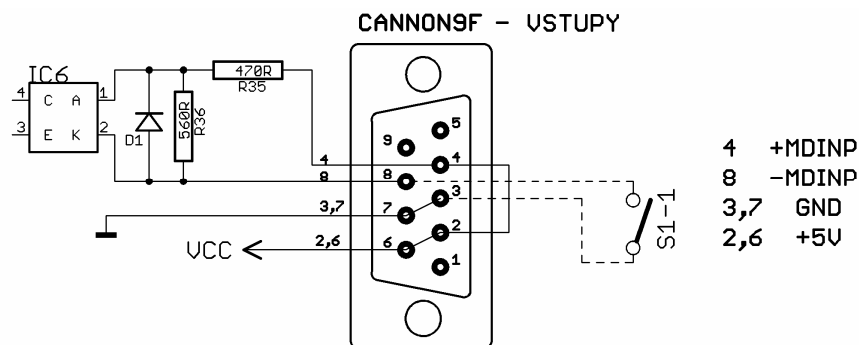 CANNON9F - VSTUPY
IC6
4 C A 1
3 E K 2
D1
560R
R36
470R
R35
5
9
4
4
8
8
3
3,7
7
2
VCC
2,6
6
1
S1-1
4 +MDINP
8 -MDINP
3,7 GND
2,6 +5V